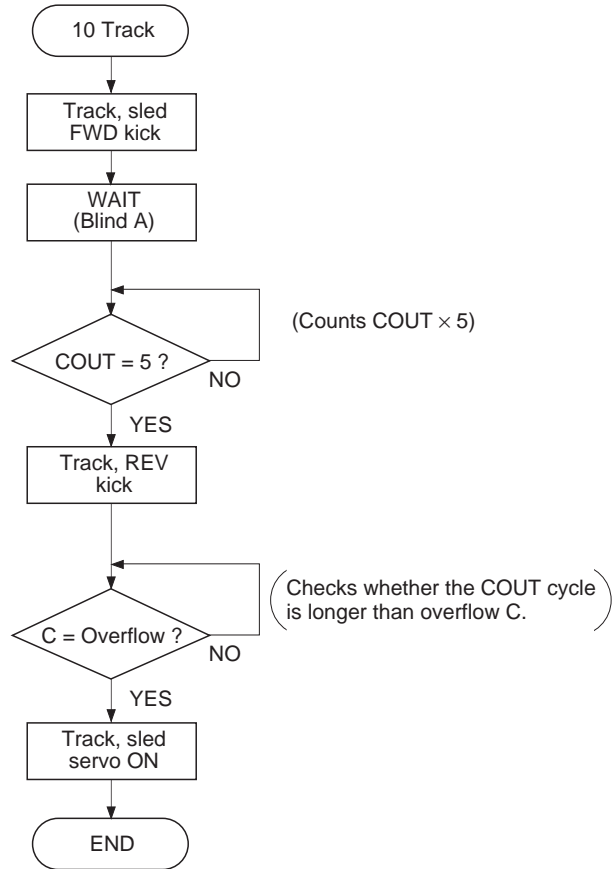 10 Track
Track, sled
FWD kick
WAIT
(Blind A)
(Counts COUT × 5)
COUT = 5 ?
NO
YES
Track, REV
kick
Checks whether the COUT cycle
is longer than overflow C.
C = Overflow ?
NO
YES
Track, sled
servo ON
END